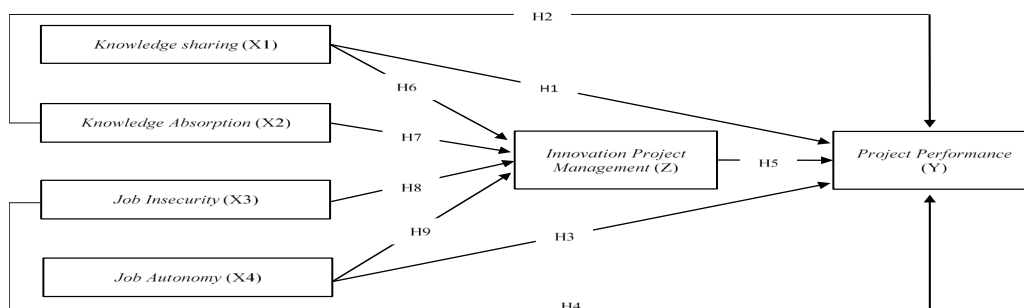 H2
Knowledge sharing (X1)
H6
H1
Knowledge Absorption (X2)
H7
Innovation Project
Management (Z)
H5
Project Performance
(Y)
Job Insecurity (X3)
H8
H9
H3
Job Autonomy (X4)
H4